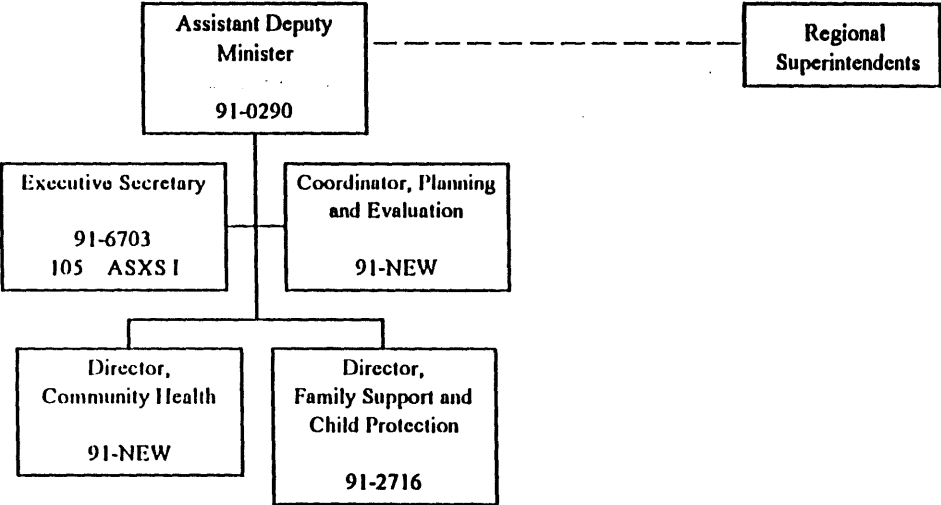 Assistant Deputy
Minister
91-0290
Regional
Superintendents
Executive Secretary
91-6703
105 ASXS I
Coordinator, Planning
and Evaluation
91-NEW
Director,
Community Health
91-NEW
Director,
Family Support and
Child Protection
91-2716